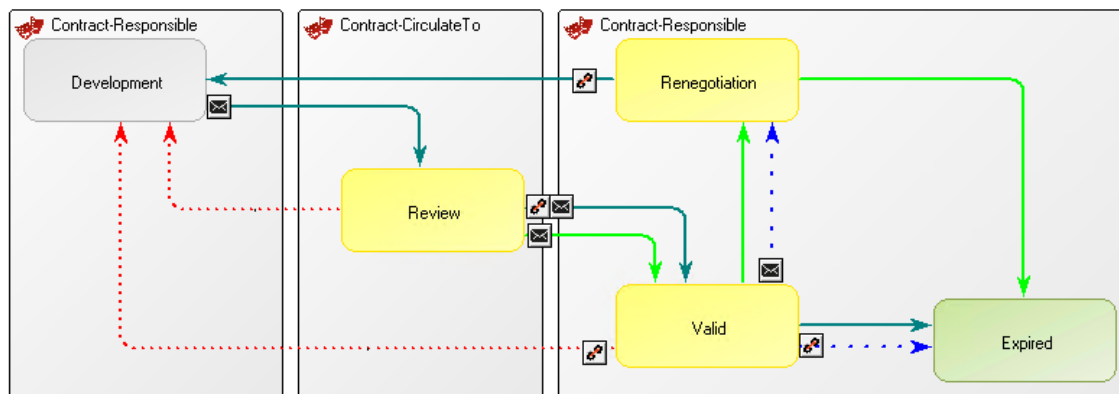 Contract-Responsible
Contract-CirculateTo
Contract-Responsible
Development
Renegotiation
Review
Valid
Expired